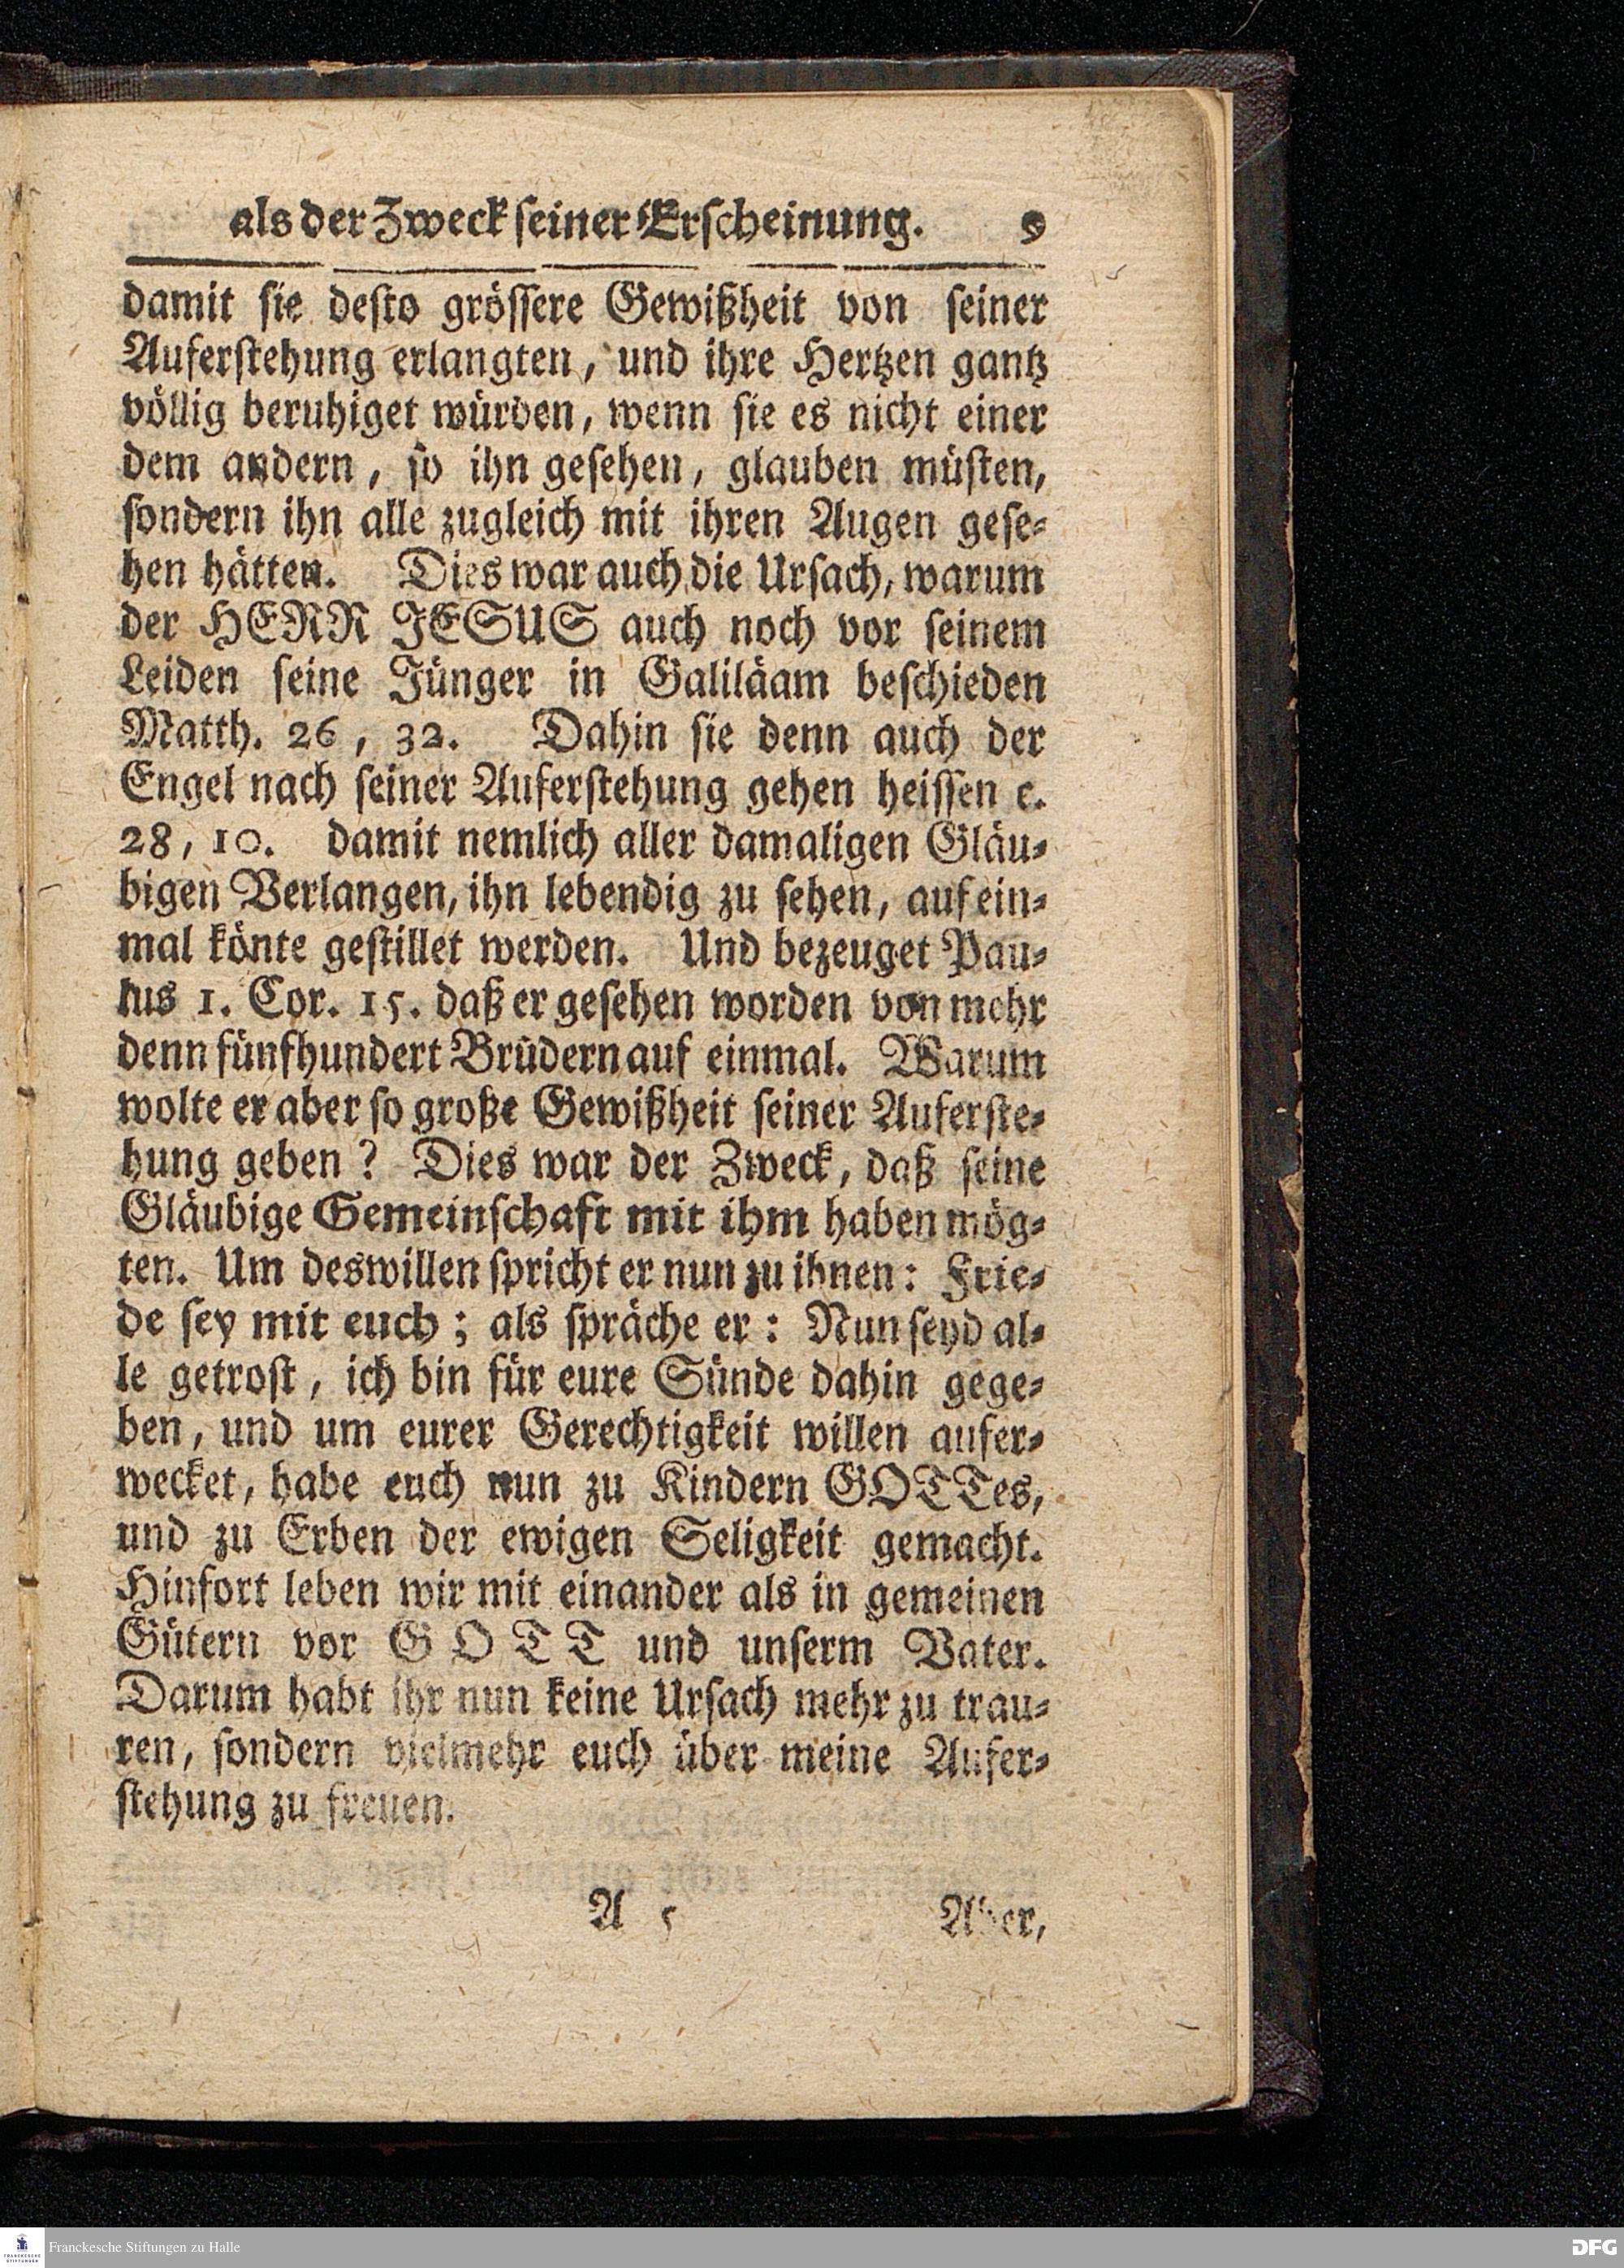 als der Zweck ſeiner Erſcheinung. 9
damit ſie deſto gröſſere Gewißheit von ſeiner
Auferſtehung erlangten, und ihre Hertzen gantz
völlig beruhiget würden, wenn ſie es nicht einer
dem andern, ſo ihn geſehen, glauben müſten,
ſondern ihn alle zugleich mit ihren Augen geſe-
hen hätten. Dies war auch die Urſach, warum
der HERR JESUS auch noch vor ſeinem
Leiden ſeine Jünger in Galiläam beſchieden
Matth. 26, 32. Dahin ſie denn auch der
Engel nach ſeiner Auferſtehung gehen heiſſen c.
28, 10. damit nemlich aller damaligen Gläu-
bigen Verlangen, ihn lebendig zu ſehen, auf ein-
mal könte geſtillet werden. Und bezeuget Pau-
lus 1. Cor. 15. daß er geſehen worden von mehr
denn fünfhundert Brüdern auf einmal. Warum
wolte er aber ſo große Gewißheit ſeiner Auferſte-
hung geben? Dies war der Zweck, daß ſeine
Gläubige Gemeinſchaft mit ihm haben mög-
ten. Um deswillen ſpricht er nun zu ihnen: Frie-
de ſey mit euch; als ſpräche er: Nun ſeyd al-
le getroſt, ich bin für eure Sünde dahin gege-
ben, und um eurer Gerechtigkeit willen aufer-
wecket, habe euch nun zu Kindern GOTTes,
und zu Erben der ewigen Seligkeit gemacht.
Hinfort leben wir mit einander als in gemeinen
Gütern vor GOTT und unſerm Vater.
Darum habt ihr nun keine Urſach mehr zu trau-
ren, ſondern vielmehr euch über meine Aufer-
ſtehung zu freuen.
A 5 Aber,
FRANCKESCHE STIFTUNGEN
Franckesche Stiftungen zu Halle
DFG